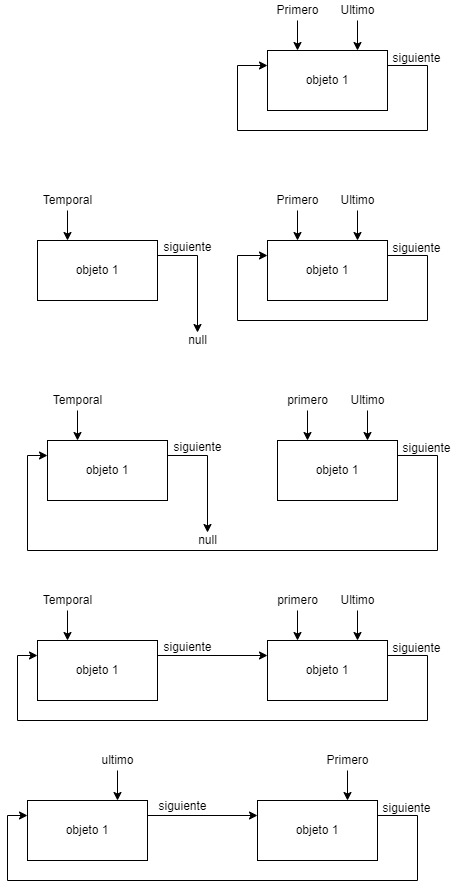 Primero Ultimo
siguiente
objeto 1
Temporal Primero Ultimo
siguiente siguiente
objeto 1 objeto 1
null
Temporal primero Ultimo
siguiente siguiente
objeto 1 objeto 1
null
Temporal primero Ultimo
siguiente siguiente
objeto 1 objeto 1
ultimo Primero
siguiente siguiente
objeto 1 objeto 1